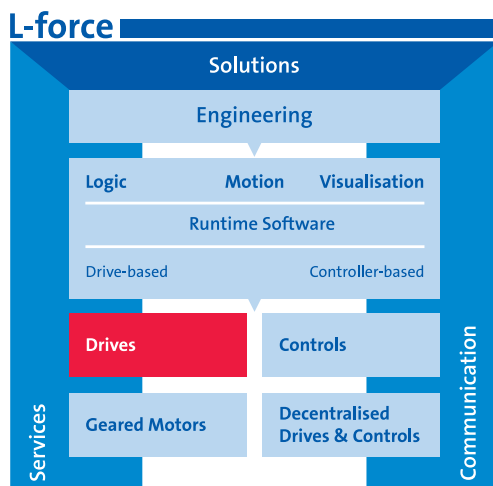 L-force
Solutions
Engineering
Logic Motion Visualisation
Runtime Software
Drive-based Controller-based
Drives Controls
Geared Motors Decentralised
Drives & Controls
Services
Communication